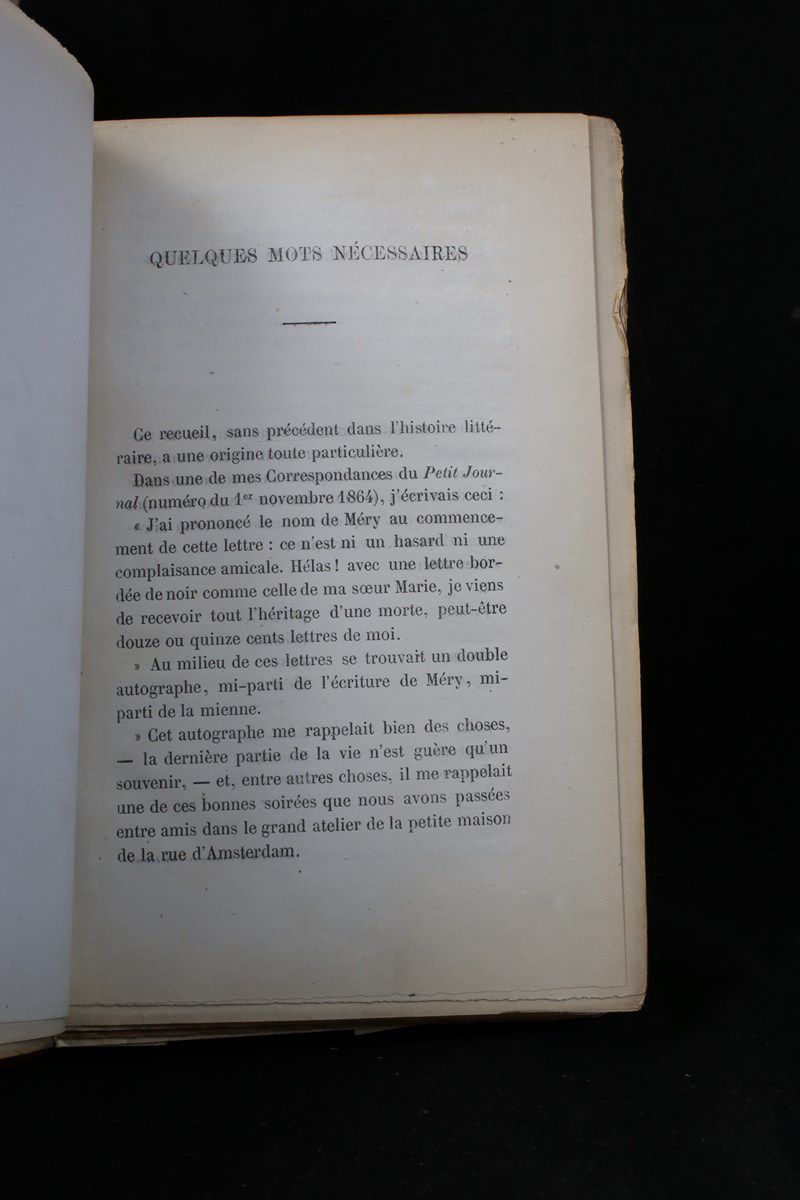 QUELQUES MOTS NÉCESSAIRES
Ce recueil, sans précédent dans l'histoire litté-
raire, a une origine toute particulière.
Dans une de mes Correspondances du Petit Jour-
nal (numéro du 1er novembre 1864), j'écrivais ceci :
« J'ai prononcé le nom de Méry au commence-
ment de cette lettre : ce n'est ni un hasard ni une
complaisance amicale. Hélas ! avec une lettre bor-
dée de noir comme celle de ma sœur Marie, je viens
de recevoir tout l'héritage d'une morte, peut-être
douze ou quinze cents lettres de moi.
» Au milieu de ces lettres se trouvait un double
autographe, mi-parti de l'écriture de Méry, mi-
parti de la mienne.
» Cet autographe me rappelait bien des choses,
— la dernière partie de la vie n'est guère qu'un
souvenir, — et, entre autres choses, il me rappelait
une de ces bonnes soirées que nous avons passées
entre amis dans le grand atelier de la petite maison
de la rue d'Amsterdam.